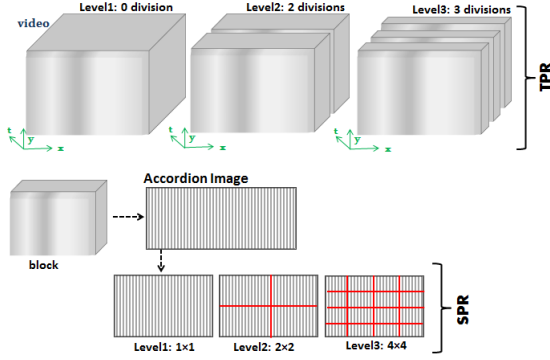 Level1: 0 division
Level2: 2 divisions
Level3: 3 divisions
video
TPR
t
y
x
t
y
x
t
y
x
Accordion Image
block
SPR
Level1: 1×1
Level2: 2×2
Level3: 4×4